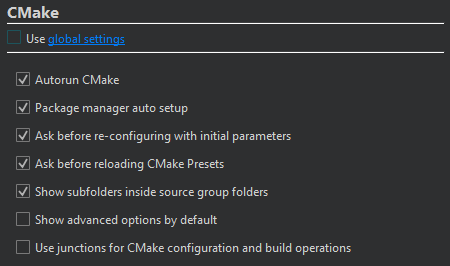 CMake
Use global settings
Autorun CMake
Package manager auto setup
Ask before re-configuring with initial parameters
Ask before reloading CMake Presets
Show subfolders inside source group folders
Show advanced options by default
Use junctions for CMake configuration and build operations